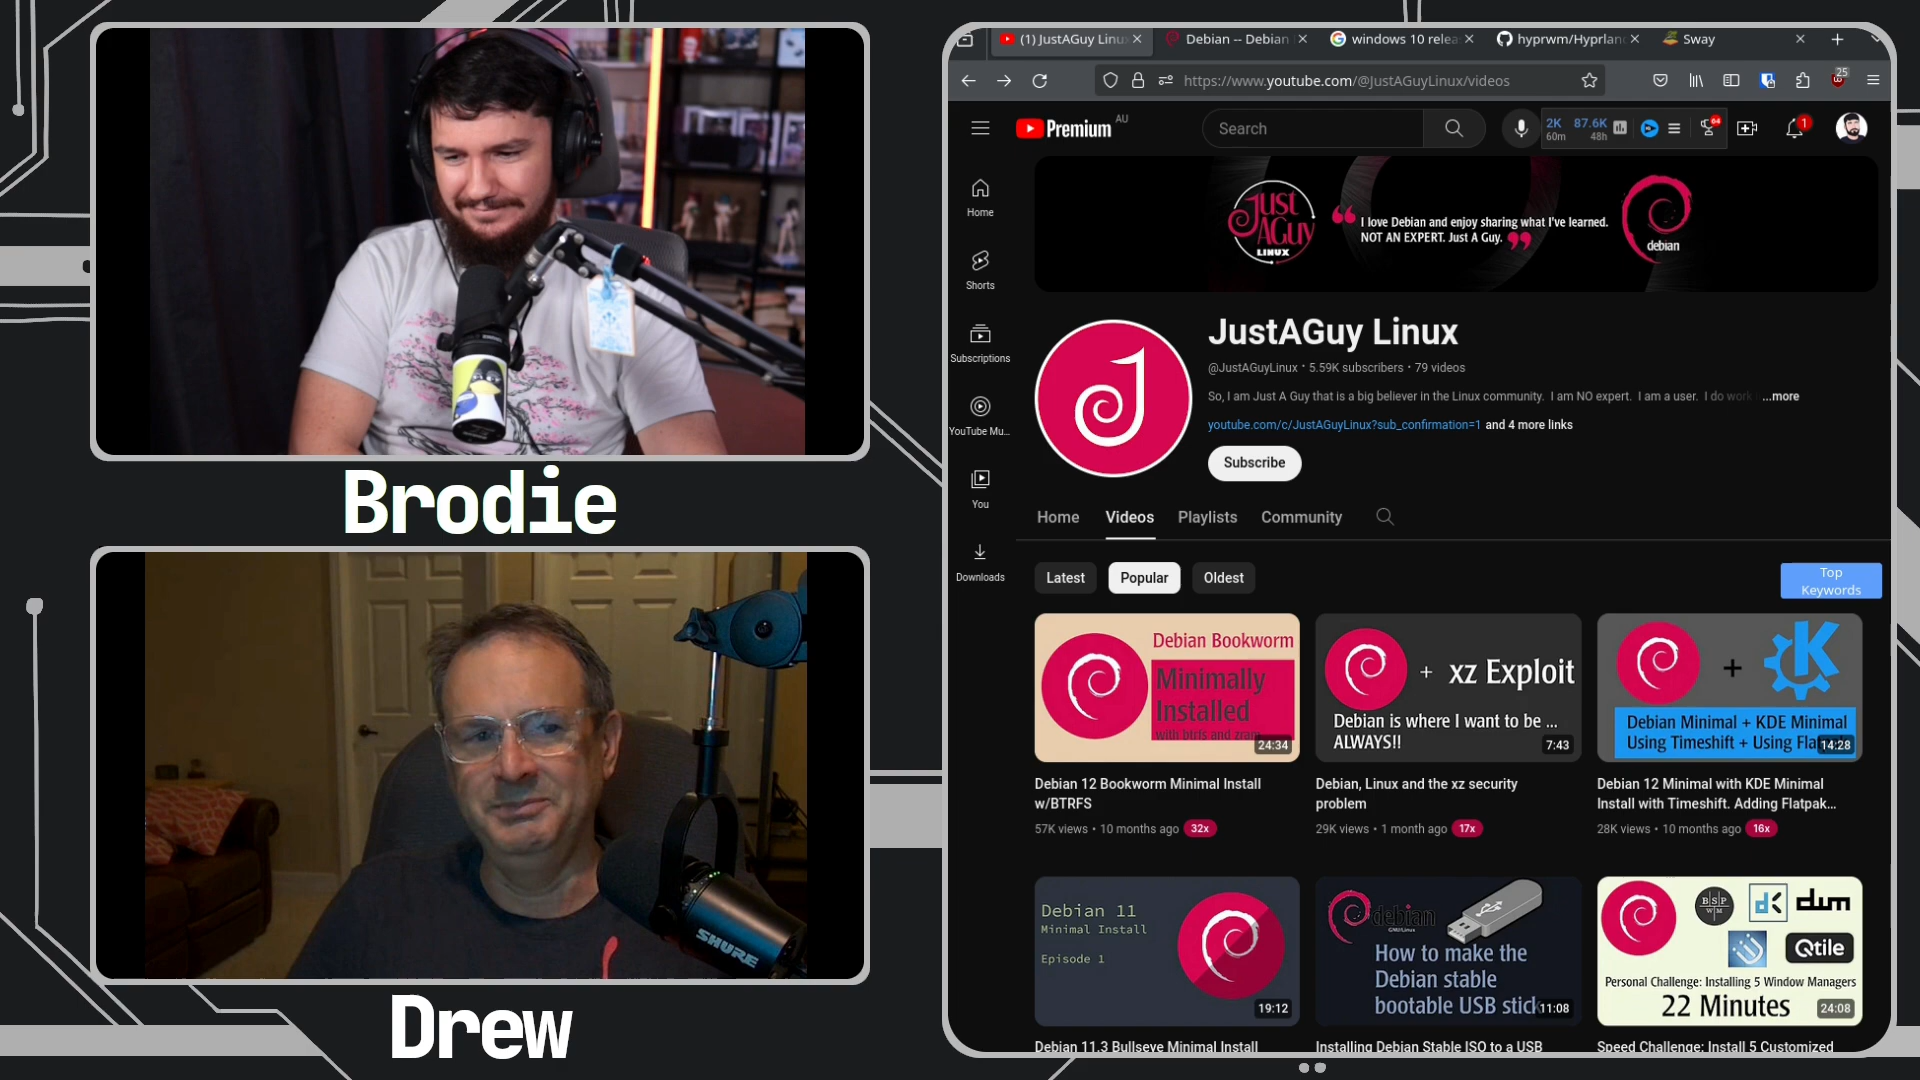 Brodie
Drew
SHURE
(1) JustAGuy Linu
Debian -- Debian
windows 10 relea
hyprwm/Hyprlan
Sway
https://www.youtube.com/@JustAGuyLinux/videos
25
Premium
AU
Search
2K
60m
87.6K
48h
64
1
Home
Shorts
Subscriptions
YouTube Mu...
You
Downloads
JUST
A GUY
LINUX
I love Debian and enjoy sharing what I've learned.
NOT AN EXPERT. Just A Guy.
debian
JustAGuy Linux
@JustAGuyLinux • 5.59K subscribers • 79 videos
So, I am Just A Guy that is a big believer in the Linux community. I am NO expert. I am a user. I do work ...more
youtube.com/c/JustAGuyLinux?sub_confirmation=1 and 4 more links
Subscribe
Home
Videos
Playlists
Community
Latest
Popular
Oldest
Top
Keywords
Debian Bookworm
Minimally
Installed
with btrfs and zram
24:34
Debian 12 Bookworm Minimal Install
w/BTRFS
57K views • 10 months ago 32x
+ xz Exploit
Debian is where I want to be ...
ALWAYS!!
7:43
Debian, Linux and the xz security
problem
29K views • 1 month ago 17x
+
Debian Minimal + KDE Minimal
Using Timeshift + Using Fla
14:28
Debian 12 Minimal with KDE Minimal
Install with Timeshift. Adding Flatpak...
28K views • 10 months ago 16x
Debian 11
Minimal Install
Episode 1
19:12
Debian 11.3 Bullseye Minimal Install
debian
How to make the
Debian stable
bootable USB stick
11:08
Installing Debian Stable ISO to a USB
BSP
WM
dk
dwm
Qtile
Personal Challenge: Installing 5 Window Managers
22 Minutes
24:08
Speed Challenge: Install 5 Customized